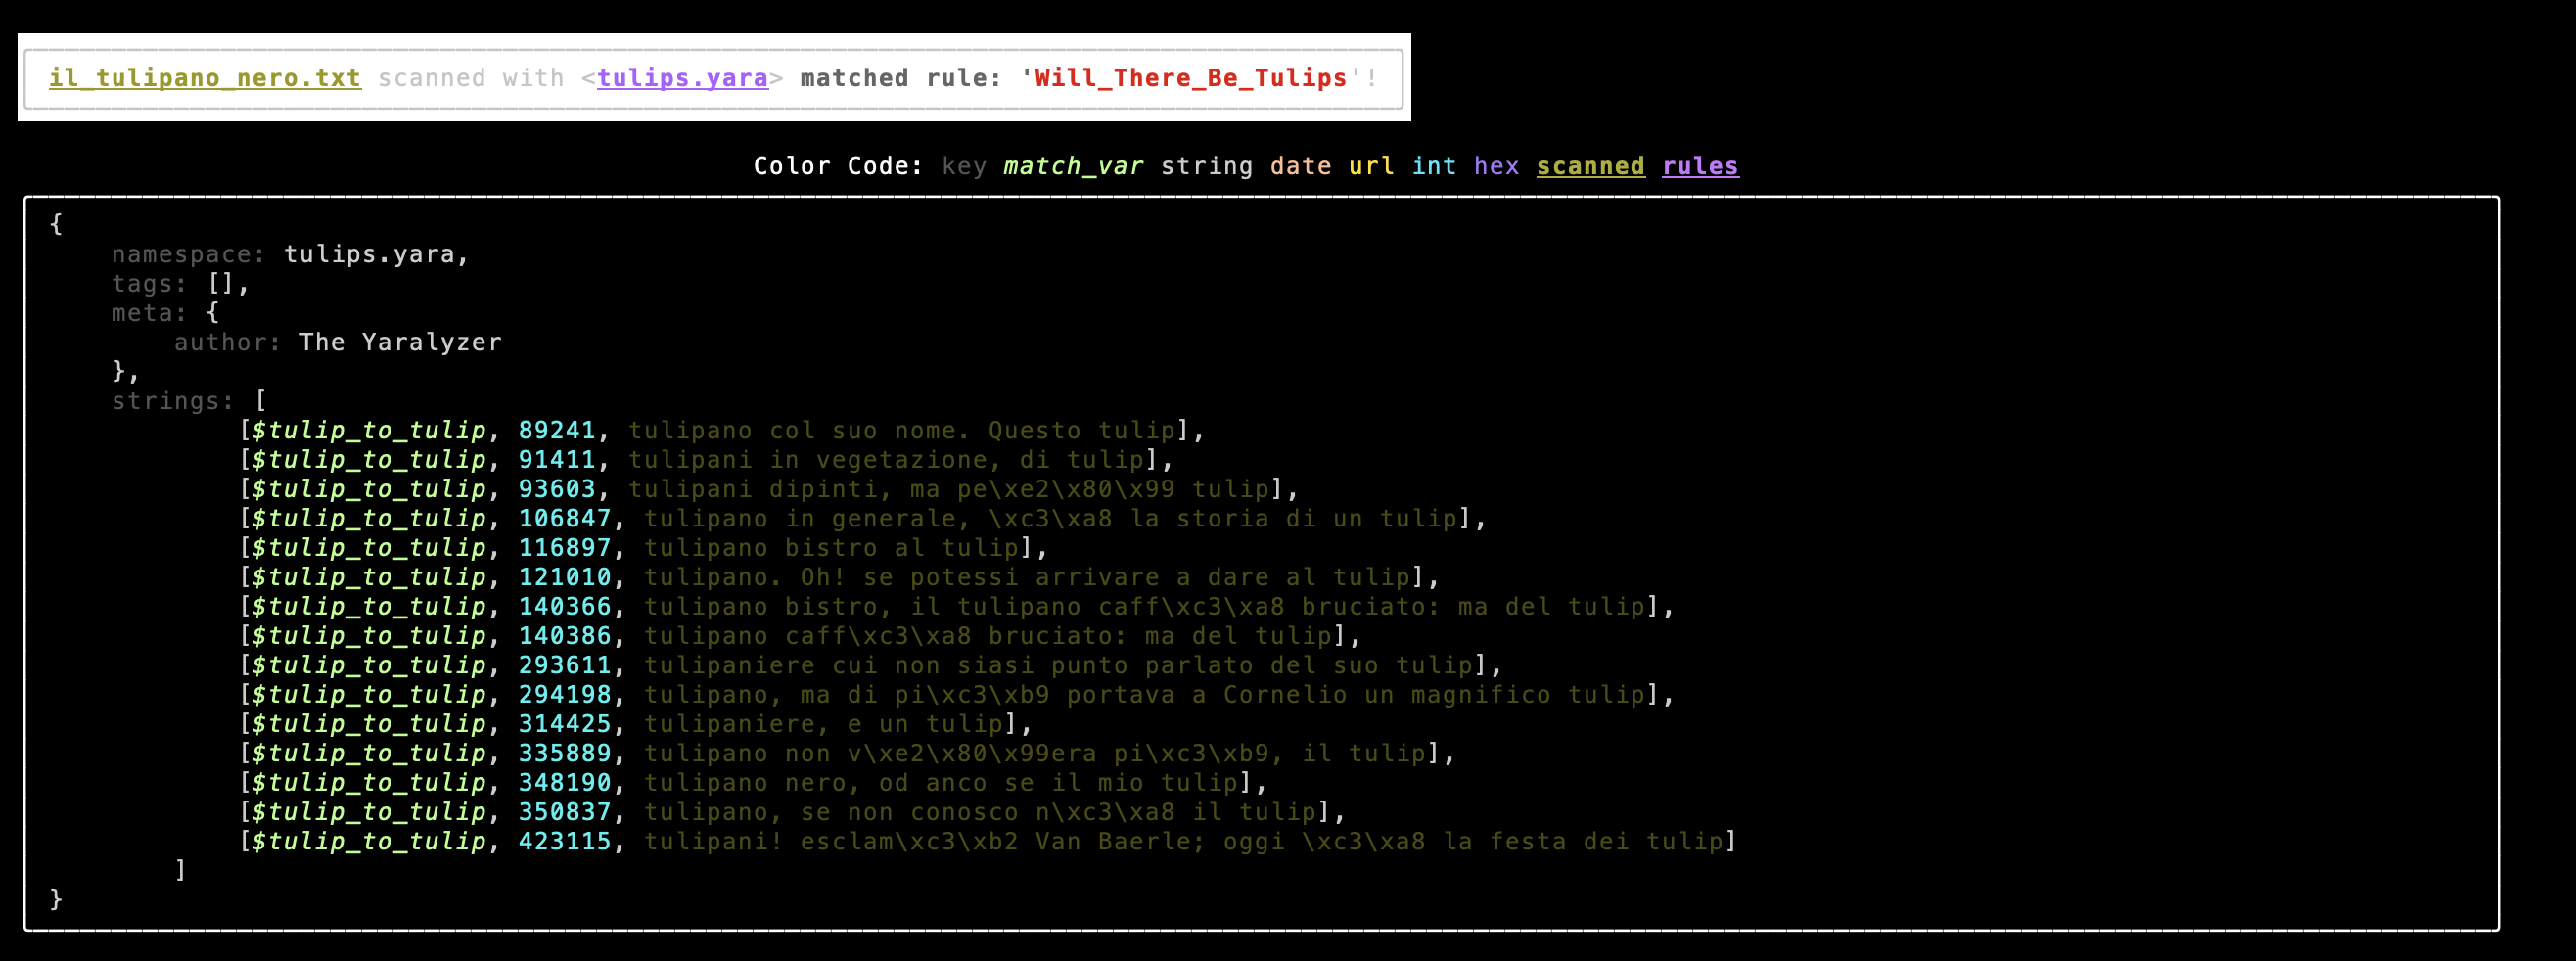 il_tulipano_nero.txt scanned with <tulips.yara> matched rule: 'Will_There_Be_Tulips'!
Color Code: key match_var string date url int hex scanned rules
{
namespace: tulips.yara,
tags: [],
meta: {
author: The Yaralyzer
},
strings: [
[$tulip_to_tulip, 89241, tulipano col suo nome. Questo tulip],
[$tulip_to_tulip, 91411, tulipani in vegetazione, di tulip],
[$tulip_to_tulip, 93603, tulipani dipinti, ma pe\xe2\x80\x99 tulip],
[$tulip_to_tulip, 106847, tulipano in generale, \xc3\xa8 la storia di un tulip],
[$tulip_to_tulip, 116897, tulipano bistro al tulip],
[$tulip_to_tulip, 121010, tulipano. Oh! se potessi arrivare a dare al tulip],
[$tulip_to_tulip, 140366, tulipano bistro, il tulipano caff\xc3\xa8 bruciato: ma del tulip],
[$tulip_to_tulip, 140386, tulipano caff\xc3\xa8 bruciato: ma del tulip],
[$tulip_to_tulip, 293611, tulipaniere cui non siasi punto parlato del suo tulip],
[$tulip_to_tulip, 294198, tulipano, ma di pi\xc3\xb9 portava a Cornelio un magnifico tulip],
[$tulip_to_tulip, 314425, tulipaniere, e un tulip],
[$tulip_to_tulip, 335889, tulipano non v\xe2\x80\x99era pi\xc3\xb9, il tulip],
[$tulip_to_tulip, 348190, tulipano nero, od anco se il mio tulip],
[$tulip_to_tulip, 350837, tulipano, se non conosco n\xc3\xa8 il tulip],
[$tulip_to_tulip, 423115, tulipani! esclam\xc3\xb2 Van Baerle; oggi \xc3\xa8 la festa dei tulip]
]
}